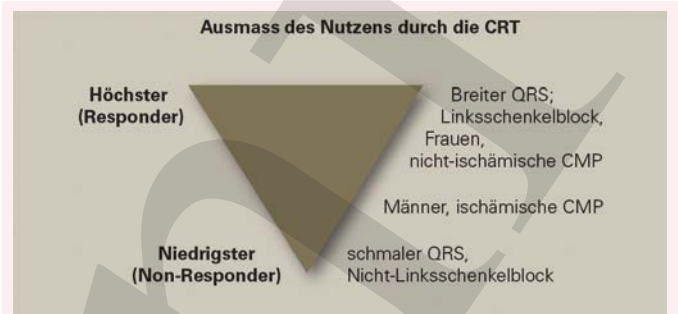 Ausmass des Nutzens durch die CRT
Höchster
(Responder)
Breiter QRS;
Linksschenkelblock,
Frauen,
nicht-ischämische CMP
Männer, ischämische CMP
Niedrigster
(Non-Responder)
schmaler QRS,
Nicht-Linksschenkelblock